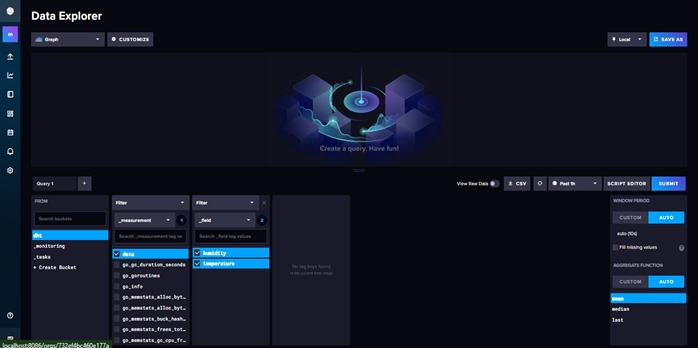 Data Explorer
m
Graph
CUSTOMIZE
Local
SAVE AS
Create a query. Have fun!
Query 1
+
View Raw Data
CSV
Past 1h
SCRIPT EDITOR
SUBMIT
FROM
Search buckets
dht
_monitoring
_tasks
+ Create Bucket
Filter
_measurement
1
Search _measurement tag va...
data
go_gc_duration_seconds
go_goroutines
go_info
go_memstats_alloc_byt...
go_memstats_alloc_byt...
go_memstats_buck_hash...
go_memstats_frees_tot...
go_memstats_gc_cpu_fr...
Filter
_field
2
Search _field tag values
humidity
temperature
No tag keys found
in the current time range
WINDOW PERIOD
CUSTOM
AUTO
auto (10s)
Fill missing values
AGGREGATE FUNCTION
CUSTOM
AUTO
mean
median
last
localhost:8086/orgs/732ef4bc460e177a